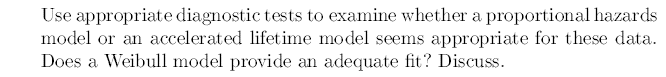 Use appropriate diagnostic tests to examine whether a proportional hazards
model or an accelerated lifetime model seems appropriate for these data.
Does a Weibull model provide an adequate fit? Discuss.